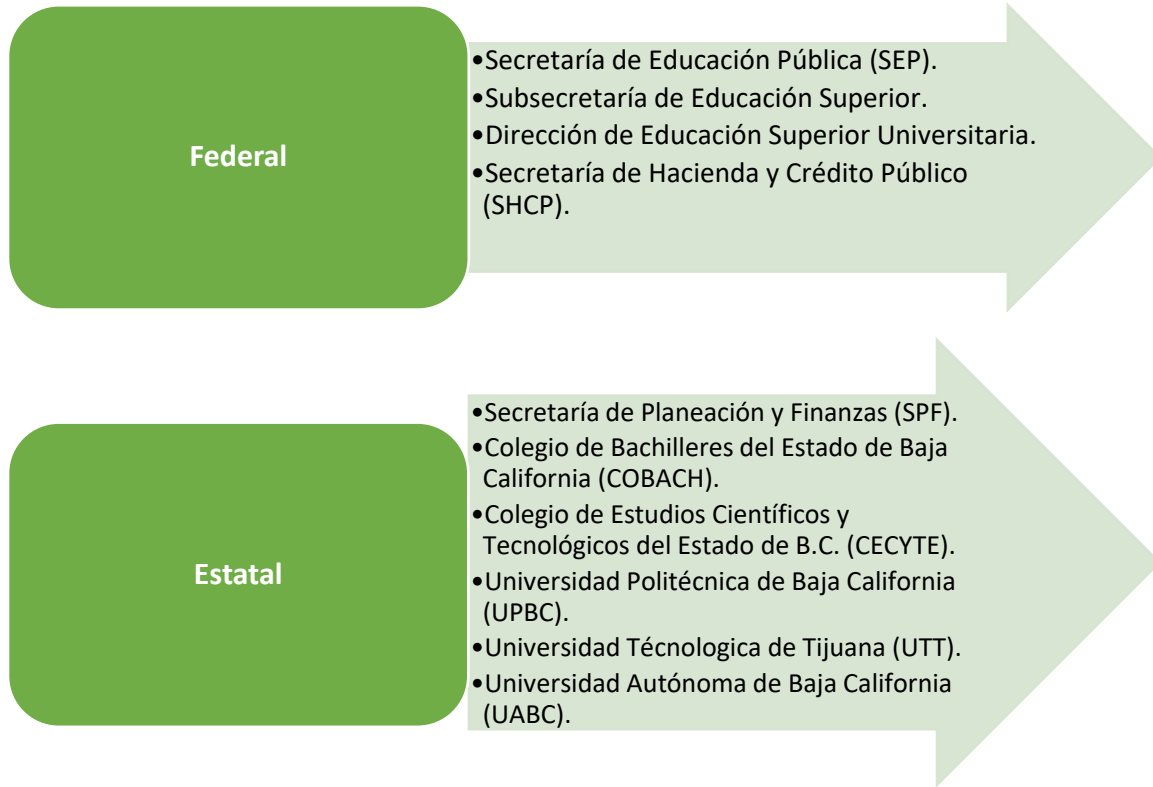 Federal
•Secretaría de Educación Pública (SEP).
•Subsecretaría de Educación Superior.
•Dirección de Educación Superior Universitaria.
•Secretaría de Hacienda y Crédito Público
(SHCP).
Estatal
•Secretaría de Planeación y Finanzas (SPF).
•Colegio de Bachilleres del Estado de Baja
California (COBACH).
•Colegio de Estudios Científicos y
Tecnológicos del Estado de B.C. (CECYTE).
•Universidad Politécnica de Baja California
(UPBC).
•Universidad Técnologica de Tijuana (UTT).
•Universidad Autónoma de Baja California
(UABC).